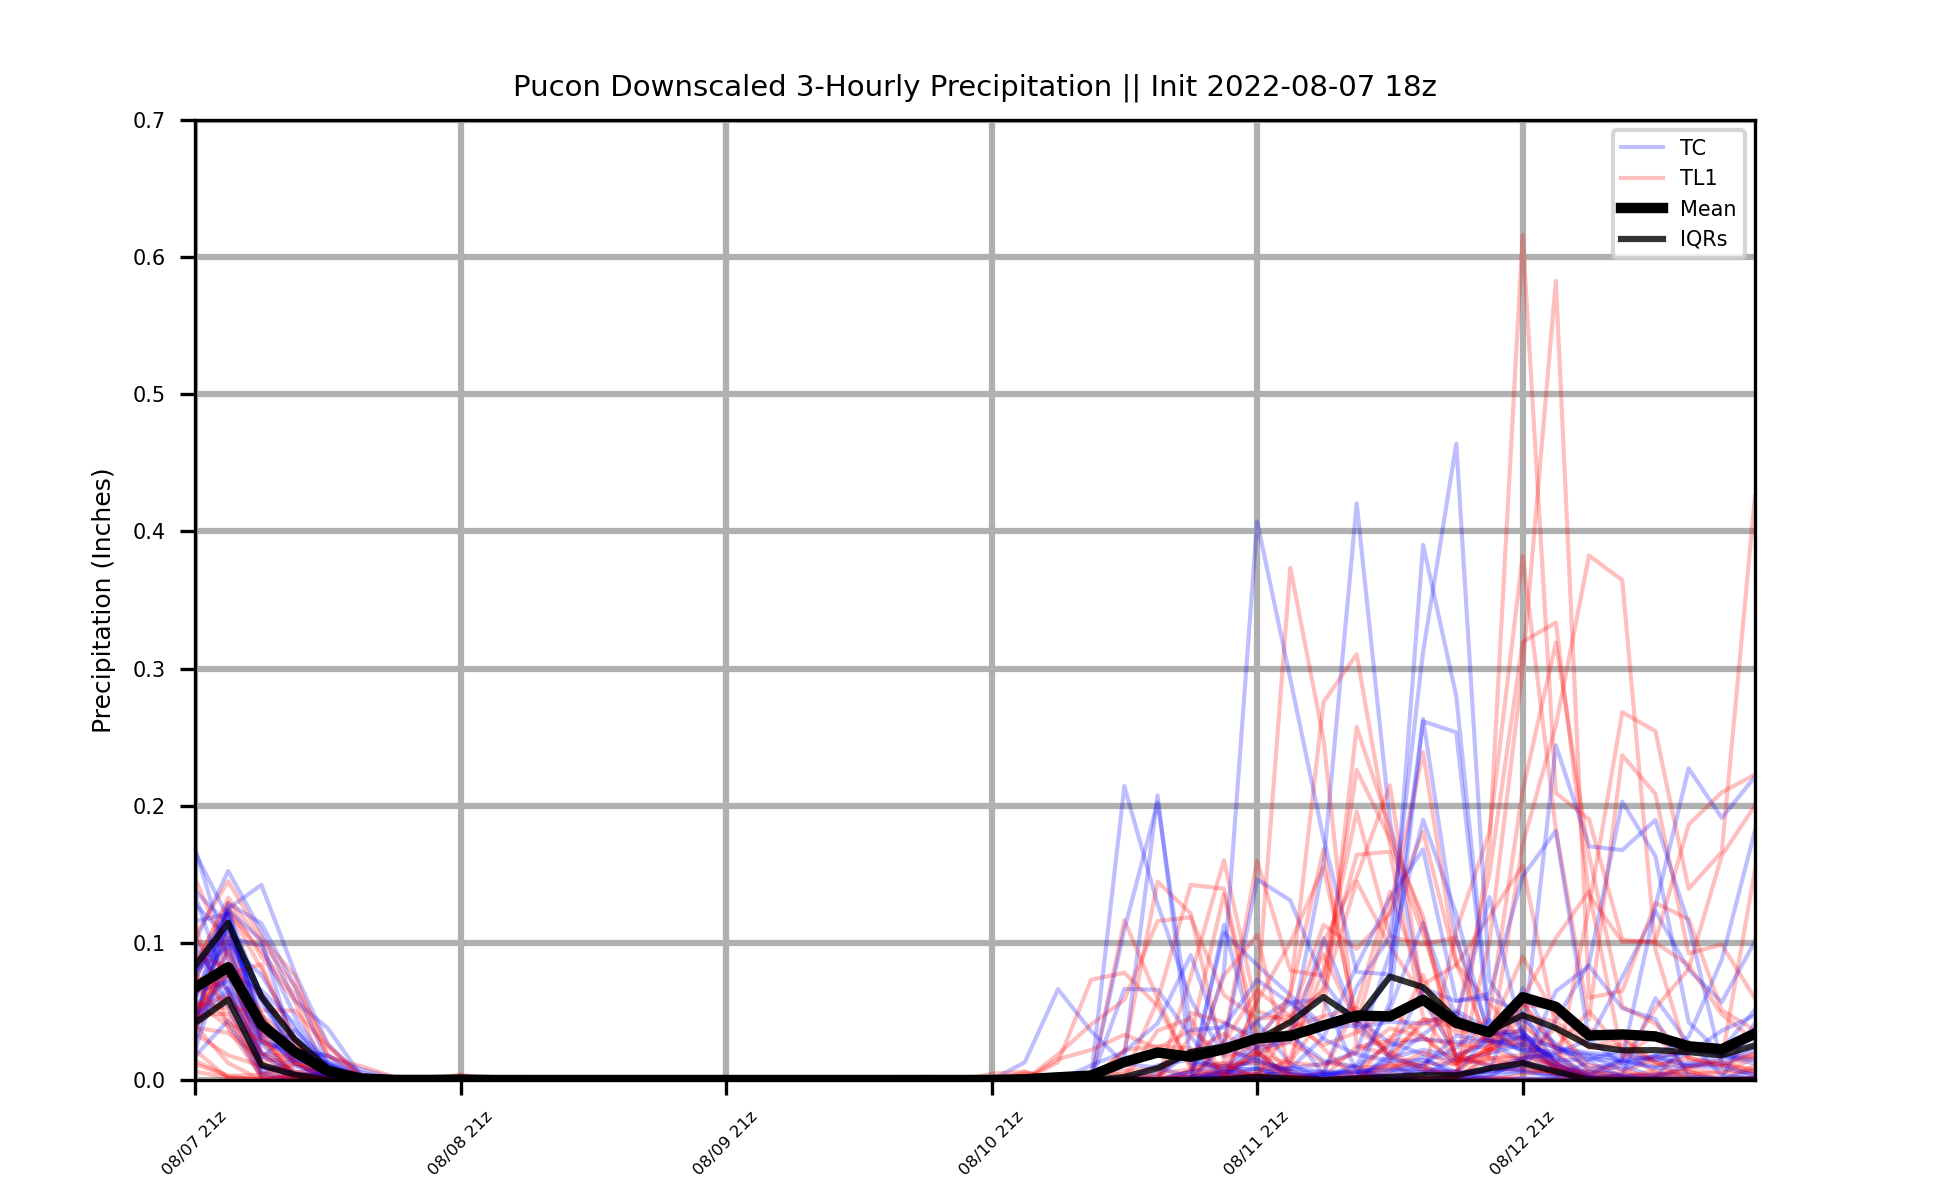 Pucon Downscaled 3-Hourly Precipitation || Init 2022-08-07 18z
TC
TL1
Mean
IQRs
Precipitation (Inches)
0.7
0.6
0.5
0.4
0.3
0.2
0.1
0.0
08/07 21z
08/08 21z
08/09 21z
08/10 21z
08/11 21z
08/12 21z